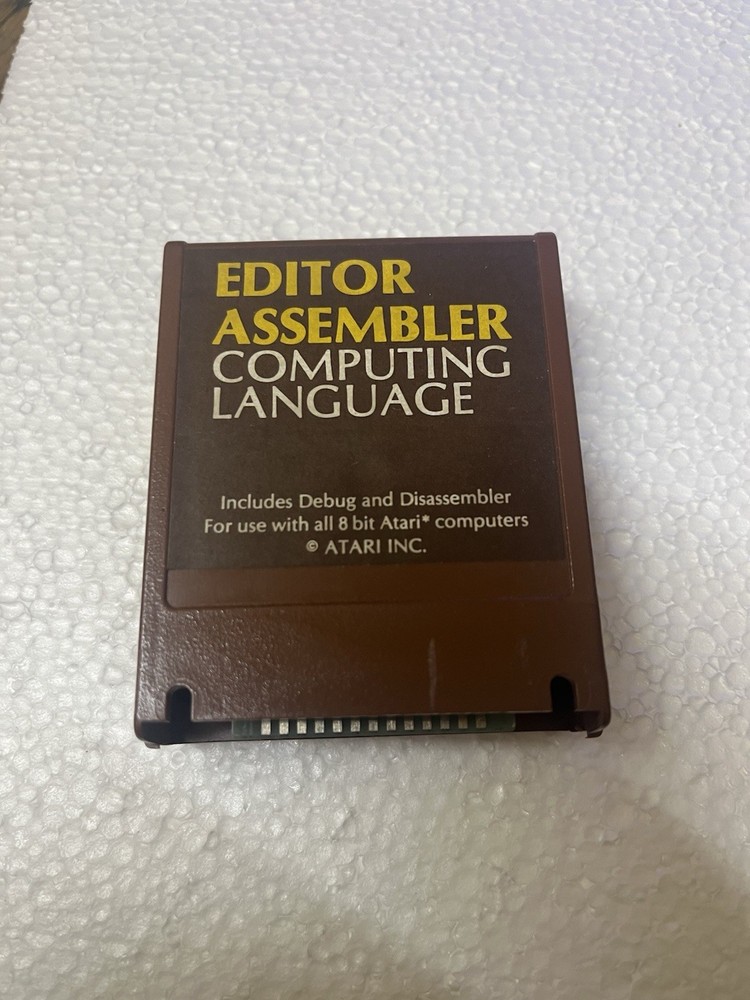 EDITOR
ASSEMBLER
COMPUTING
LANGUAGE
Includes Debug and Disassembler
For use with all 8 bit Atari* computers
© ATARI INC.